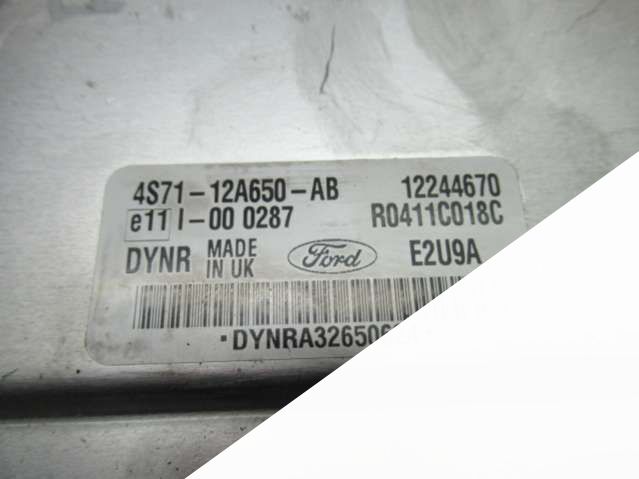 4S71-12A650-AB 12244670
e11 I-00 0287 R0411C018C
DYNR MADE IN UK Ford E2U9A